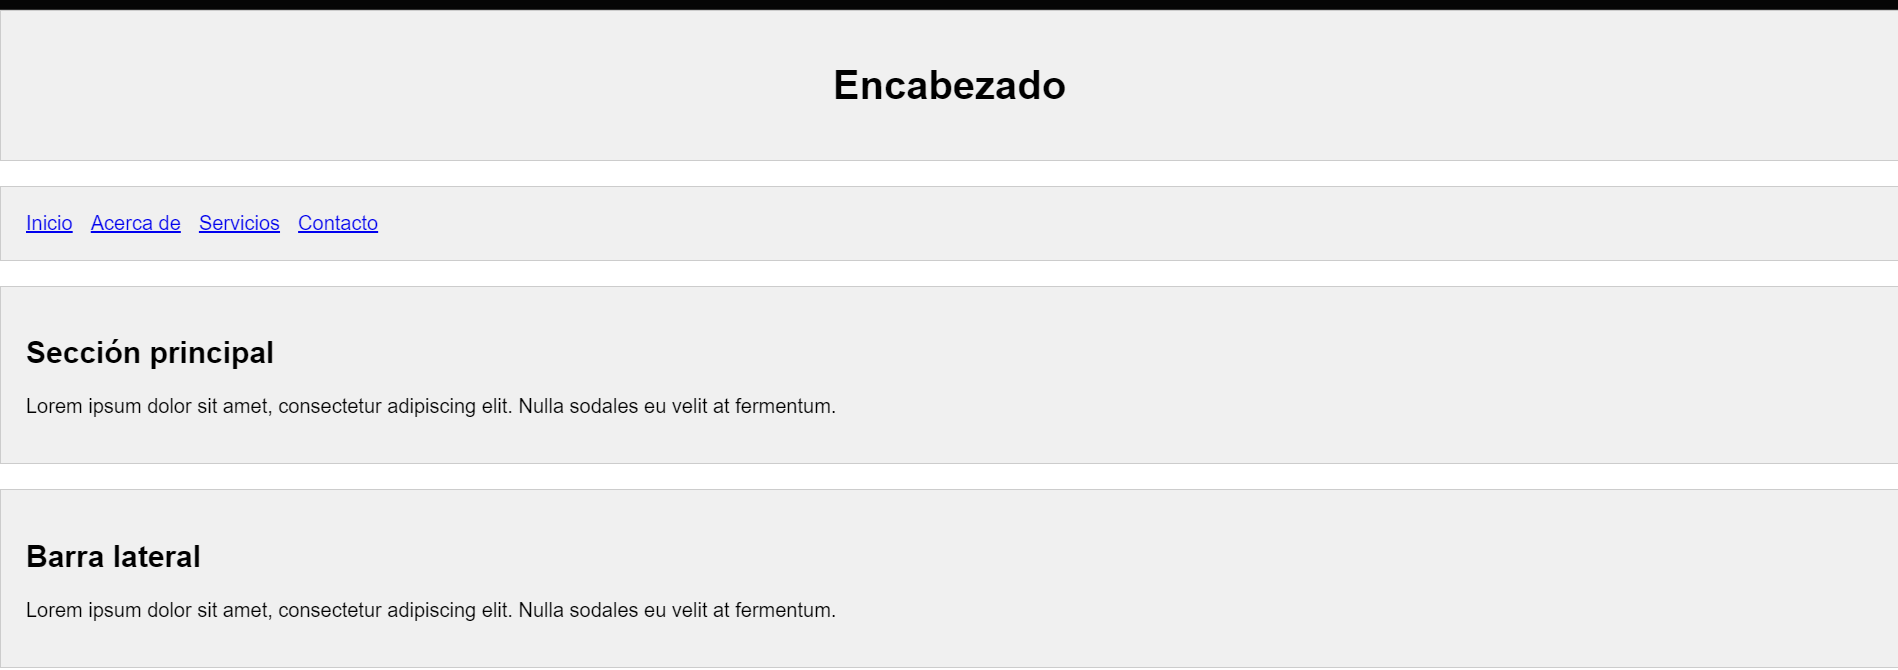 Encabezado
Inicio Acerca de Servicios Contacto
Sección principal
Lorem ipsum dolor sit amet, consectetur adipiscing elit. Nulla sodales eu velit at fermentum.
Barra lateral
Lorem ipsum dolor sit amet, consectetur adipiscing elit. Nulla sodales eu velit at fermentum.